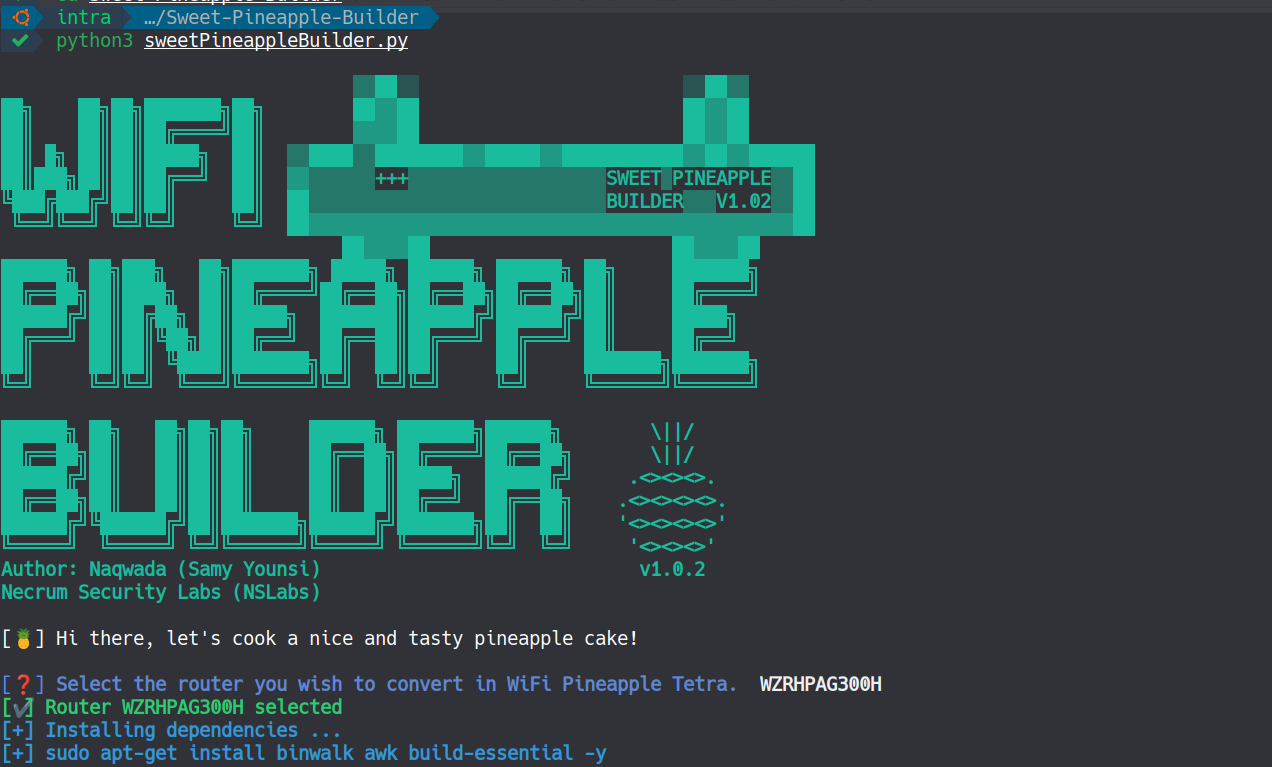 intra …/Sweet-Pineapple-Builder
python3 sweetPineappleBuilder.py
WIFI
+++ SWEET PINEAPPLE
BUILDER V1.02
PINEAPPLE
BUILDER
\||/
\||/
.<><><>.
.<><><><>.
'<><><><>'
'<><><>'
Author: Naqwada (Samy Younsi) v1.0.2
Necrum Security Labs (NSLabs)
[🍍] Hi there, let's cook a nice and tasty pineapple cake!
[❓] Select the router you wish to convert in WiFi Pineapple Tetra. WZRHPAG300H
[✔] Router WZRHPAG300H selected
[+] Installing dependencies ...
[+] sudo apt-get install binwalk awk build-essential -y